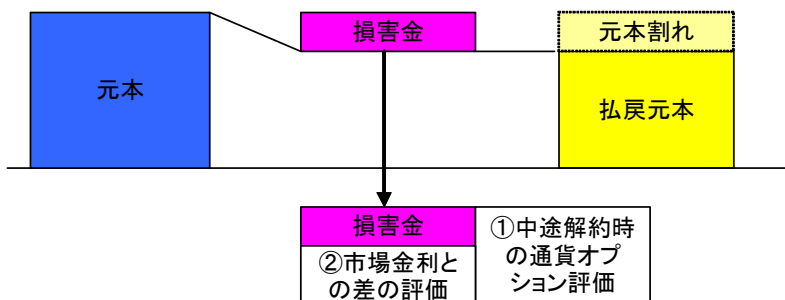 元本
損害金
元本割れ
払戻元本
損害金
②市場金利と
の差の評価
①中途解約時
の通貨オプ
ション評価